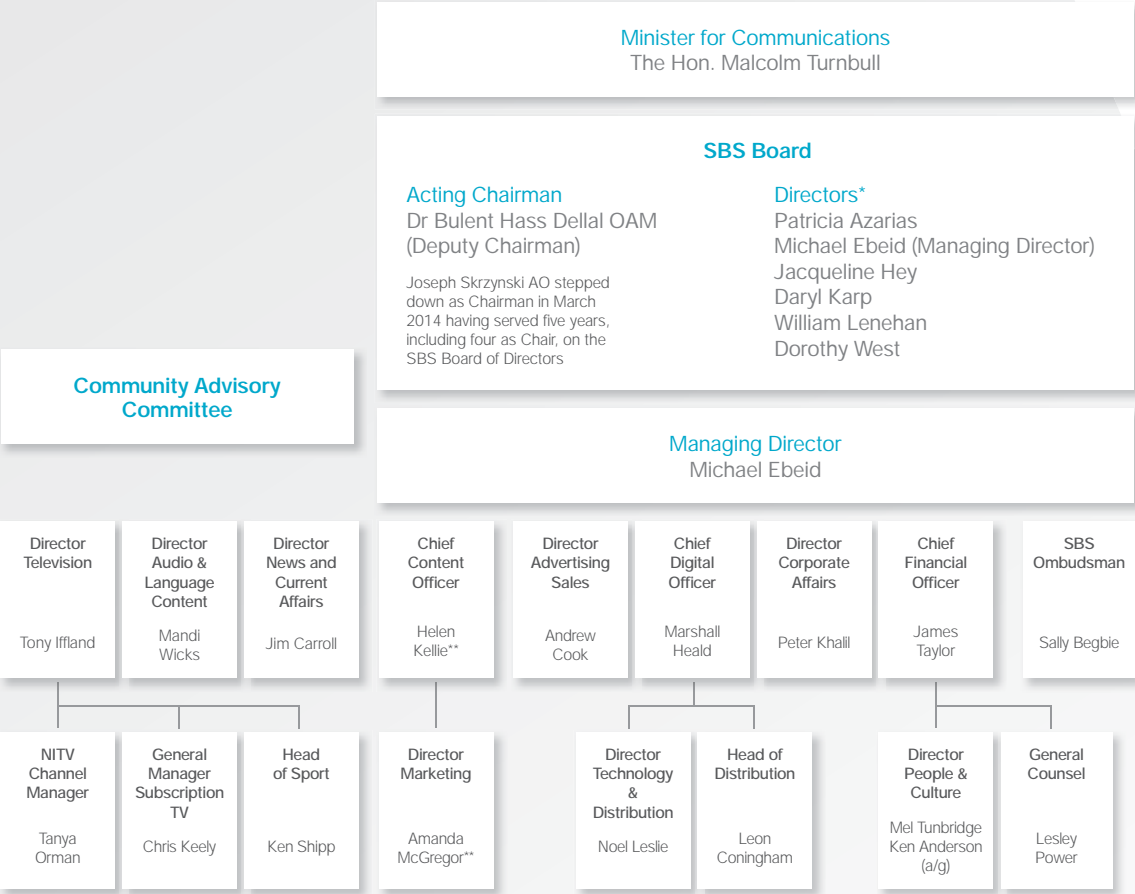 Minister for Communications
The Hon. Malcolm Turnbull
SBS Board
Acting Chairman
Dr Bulent Hass Dellal OAM
(Deputy Chairman)
Joseph Skrzynski AO stepped
down as Chairman in March
2014 having served five years,
including four as Chair, on the
SBS Board of Directors
Directors*
Patricia Azarias
Michael Ebeid (Managing Director)
Jacqueline Hey
Daryl Karp
William Lenehan
Dorothy West
Community Advisory
Committee
Managing Director
Michael Ebeid
Director
Television
Tony Iffland
Director
Audio &
Language
Content
Mandi
Wicks
Director
News and
Current
Affairs
Jim Carroll
Chief
Content
Officer
Helen
Kellie**
Director
Advertising
Sales
Andrew
Cook
Chief
Digital
Officer
Marshall
Heald
Director
Corporate
Affairs
Peter Khalil
Chief
Financial
Officer
James
Taylor
SBS
Ombudsman
Sally Begbie
NITV
Channel
Manager
Tanya
Orman
General
Manager
Subscription
TV
Chris Keely
Head
of Sport
Ken Shipp
Director
Marketing
Amanda
McGregor**
Director
Technology
&
Distribution
Noel Leslie
Head of
Distribution
Leon
Coningham
Director
People &
Culture
Mel Tunbridge
Ken Anderson
(a/g)
General
Counsel
Lesley
Power